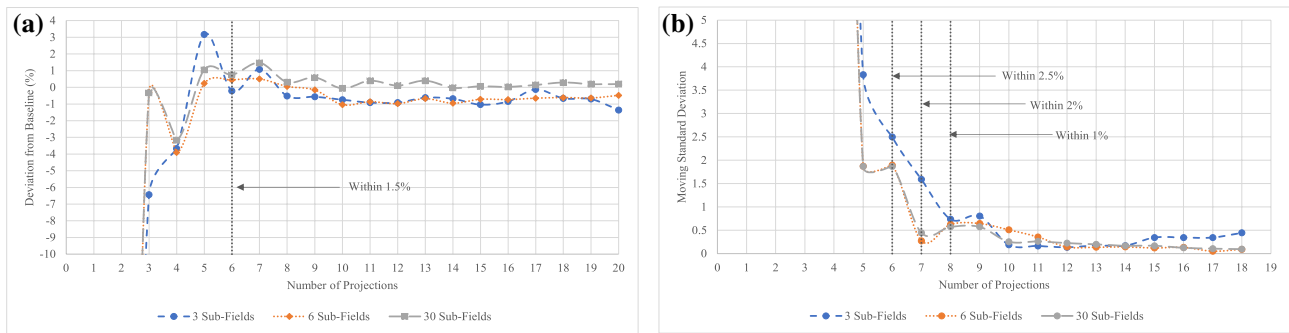 (a)
4
3
2
1
0
-1
-2
-3
-4
-5
-6
-7
-8
-9
-10
Deviation from Baseline (%)
Within 1.5%
0 1 2 3 4 5 6 7 8 9 10 11 12 13 14 15 16 17 18 19 20
Number of Projections
3 Sub-Fields 6 Sub-Fields 30 Sub-Fields
(b)
5
4.5
4
3.5
3
2.5
2
1.5
1
0.5
0
Moving Standard Deviation
Within 2.5%
Within 2%
Within 1%
0 1 2 3 4 5 6 7 8 9 10 11 12 13 14 15 16 17 18 19
Number of Projections
3 Sub-Fields 6 Sub-Fields 30 Sub-Fields